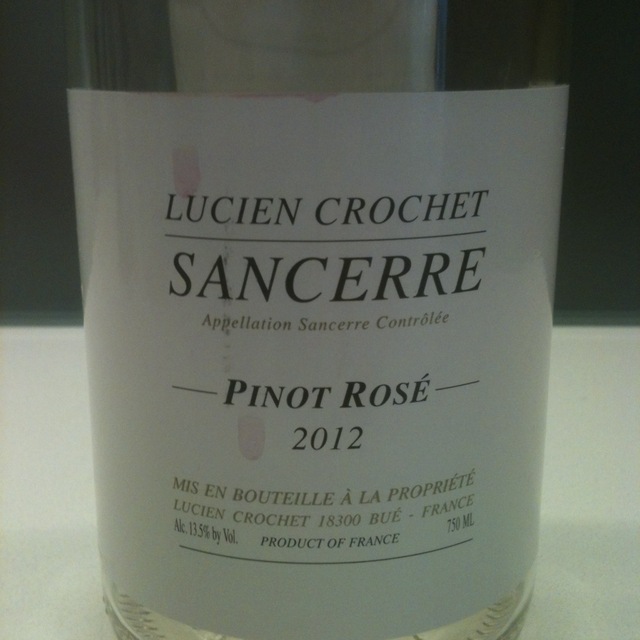 LUCIEN CROCHET
SANCERRE
Appellation Sancerre Contrôlée
PINOT ROSÉ
2012
MIS EN BOUTEILLE À LA PROPRIÉTÉ
LUCIEN CROCHET 18300 BUÉ - FRANCE
Alc. 13.5% by Vol. PRODUCT OF FRANCE 750 ML